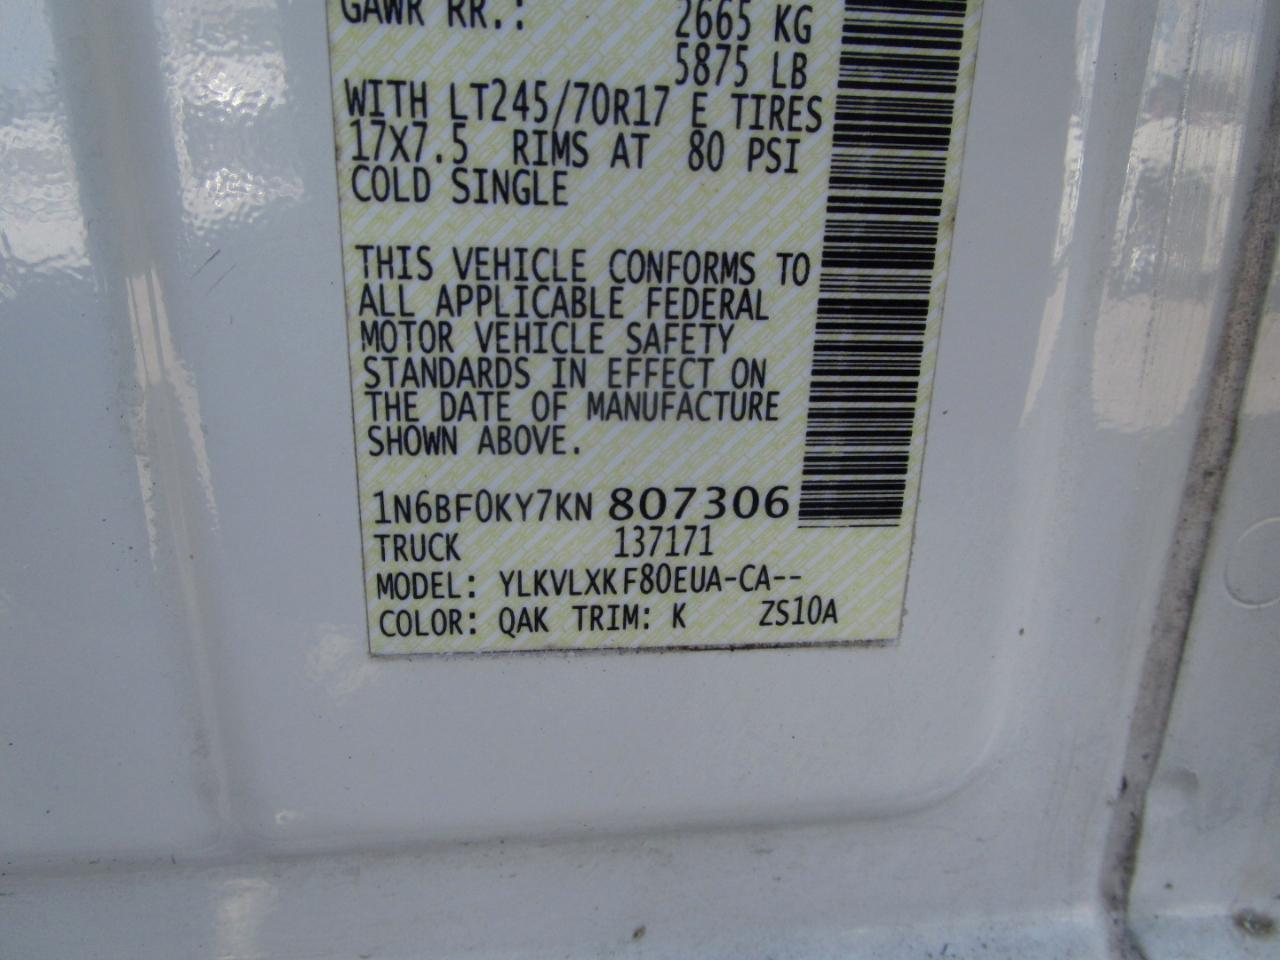 GAWR RR.: 2665 KG
5875 LB
WITH LT245/70R17 E TIRES
17X7.5 RIMS AT 80 PSI
COLD SINGLE
THIS VEHICLE CONFORMS TO
ALL APPLICABLE FEDERAL
MOTOR VEHICLE SAFETY
STANDARDS IN EFFECT ON
THE DATE OF MANUFACTURE
SHOWN ABOVE.
1N6BF0KY7KN 807306
TRUCK 137171
MODEL: YLKVLXKF80EUA-CA--
COLOR: QAK TRIM: K ZS10A